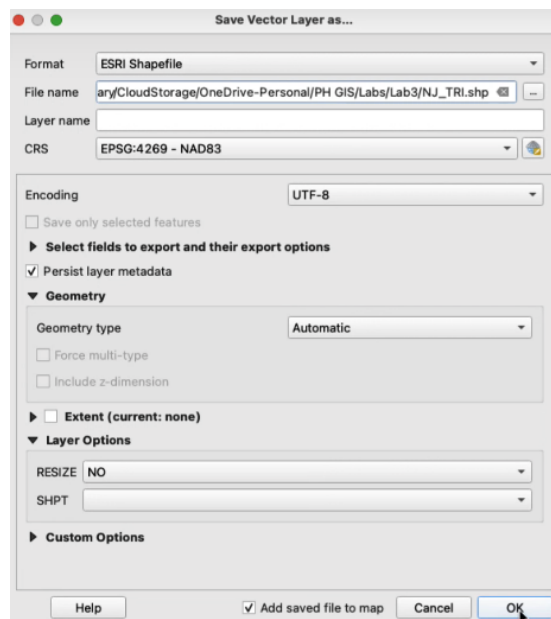 Save Vector Layer as...
Format ESRI Shapefile
File name ary/CloudStorage/OneDrive-Personal/PH GIS/Labs/Lab3/NJ_TRI.shp ...
Layer name
CRS EPSG:4269 - NAD83
Encoding UTF-8
Save only selected features
Select fields to export and their export options
Persist layer metadata
Geometry
Geometry type Automatic
Force multi-type
Include z-dimension
Extent (current: none)
Layer Options
RESIZE NO
SHPT
Custom Options
Help Add saved file to map Cancel OK